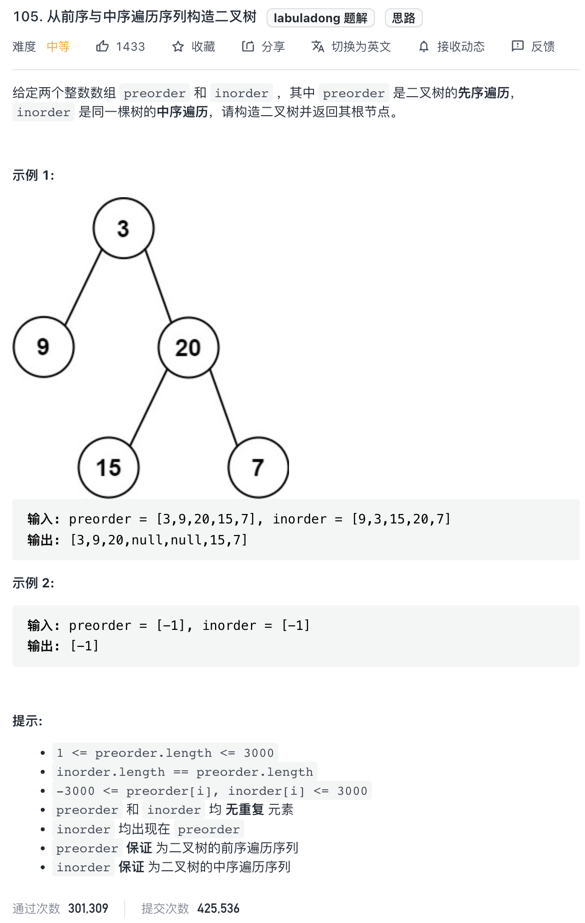 105. 从前序与中序遍历序列构造二叉树 labuladong 题解 思路
难度 中等 1433 收藏 分享 切换为英文 接收动态 反馈
给定两个整数数组 preorder 和 inorder ，其中 preorder 是二叉树的先序遍历，
inorder 是同一棵树的中序遍历，请构造二叉树并返回其根节点。
示例 1:
3
9
20
15
7
输入: preorder = [3,9,20,15,7], inorder = [9,3,15,20,7]
输出: [3,9,20,null,null,15,7]
示例 2:
输入: preorder = [-1], inorder = [-1]
输出: [-1]
提示:
• 1 <= preorder.length <= 3000
• inorder.length == preorder.length
• -3000 <= preorder[i], inorder[i] <= 3000
• preorder 和 inorder 均 无重复 元素
• inorder 均出现在 preorder
• preorder 保证 为二叉树的前序遍历序列
• inorder 保证 为二叉树的中序遍历序列
通过次数 301,309 提交次数 425,536